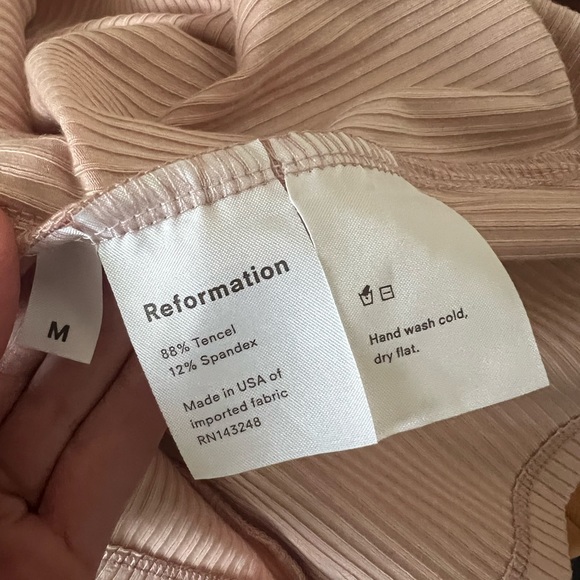 M
Reformation
88% Tencel
12% Spandex
Made in USA of
imported fabric
RN143248
Hand wash cold,
dry flat.